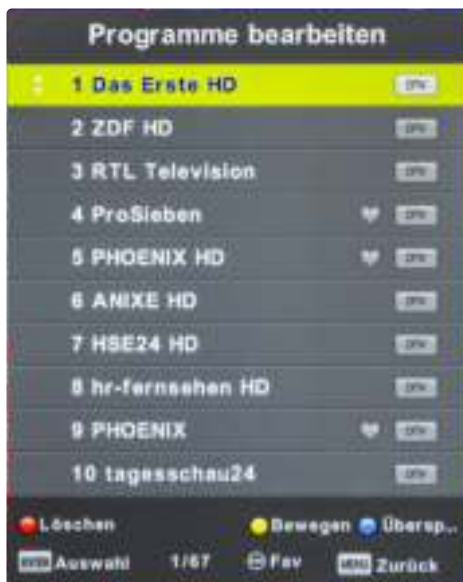 Programme bearbeiten
1 Das Erste HD
2 ZDF HD
3 RTL Television
4 ProSieben
5 PHOENIX HD
6 ANIXE HD
7 HSE24 HD
8 hr-fernsehen HD
9 PHOENIX
10 tagesschau24
Löschen Bewegen Übersp...
Auswahl 1/67 Fav MENU Zurück